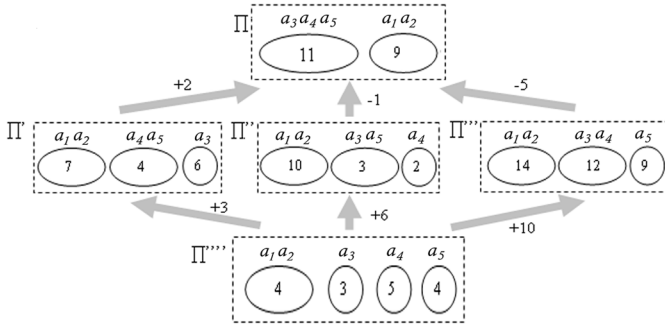 ∏ a3 a4 a5 a1 a2
11 9
+2 -1 -5
∏' a1 a2 a4 a5 a3 ∏'' a1 a2 a3 a5 a4 ∏''' a1 a2 a3 a4 a5
7 4 6 10 3 2 14 12 9
+3 +6 +10
∏'''' a1 a2 a3 a4 a5
4 3 5 4